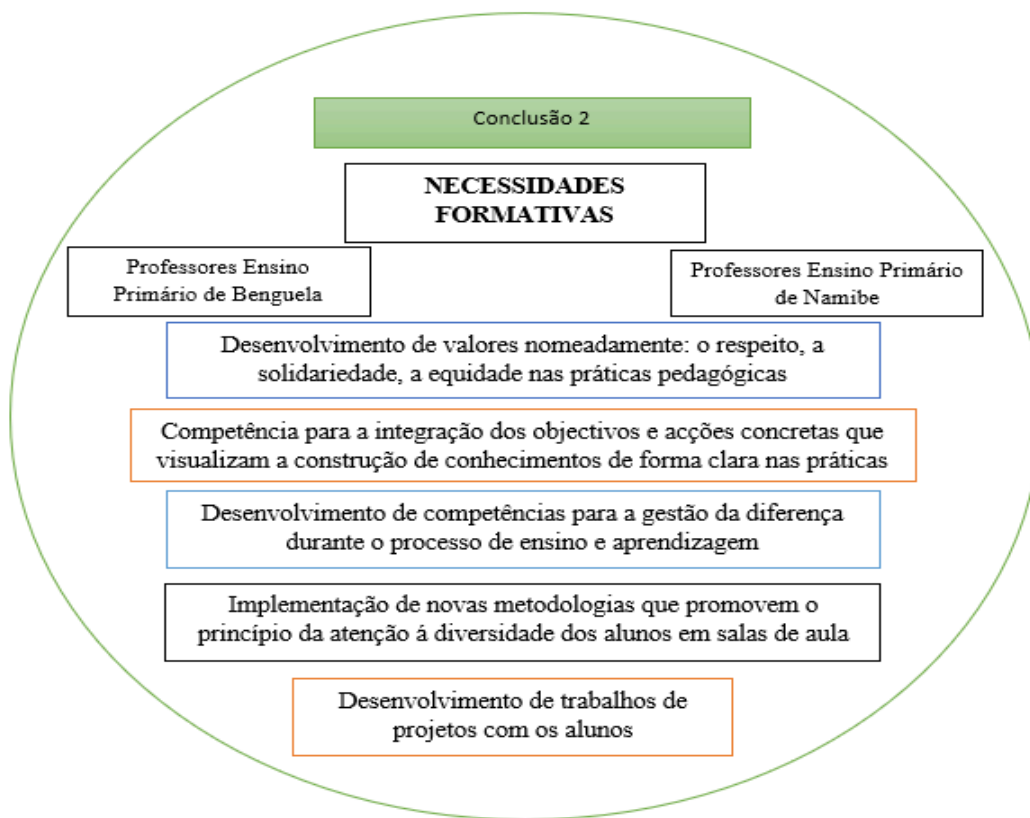 Conclusão 2
NECESSIDADES
FORMATIVAS
Professores Ensino
Primário de Benguela
Professores Ensino Primário
de Namibe
Desenvolvimento de valores nomeadamente: o respeito, a
solidariedade, a equidade nas práticas pedagógicas
Competência para a integração dos objectivos e acções concretas que
visualizam a construção de conhecimentos de forma clara nas práticas
Desenvolvimento de competências para a gestão da diferença
durante o processo de ensino e aprendizagem
Implementação de novas metodologias que promovem o
princípio da atenção á diversidade dos alunos em salas de aula
Desenvolvimento de trabalhos de
projetos com os alunos